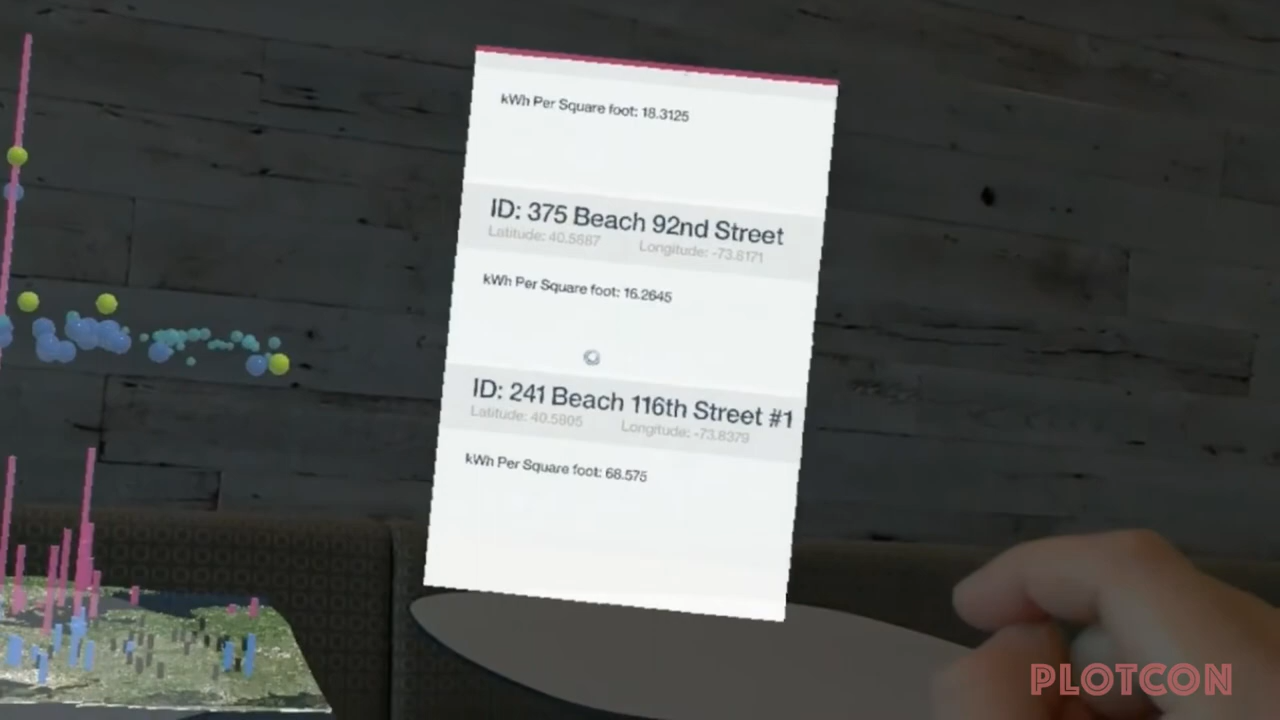 kWh Per Square foot: 18.3125
ID: 375 Beach 92nd Street
Latitude: 40.5887 Longitude: -73.8171
kWh Per Square foot: 16.2645
ID: 241 Beach 116th Street #1
Latitude: 40.5805 Longitude: -73.8379
kWh Per Square foot: 68.575
PLOTCON